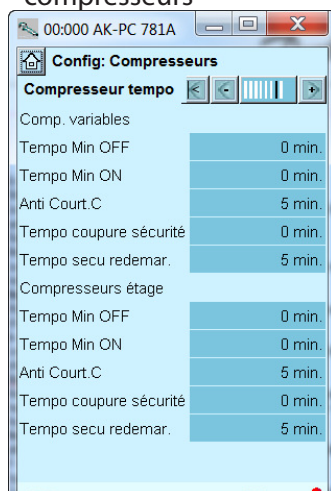 compresseurs
00:000 AK-PC 781A
Config: Compresseurs
Compresseur tempo
Comp. variables
Tempo Min OFF 0 min.
Tempo Min ON 0 min.
Anti Court.C 5 min.
Tempo coupure sécurité 0 min.
Tempo secu redemar. 5 min.
Compresseurs étage
Tempo Min OFF 0 min.
Tempo Min ON 0 min.
Anti Court.C 5 min.
Tempo coupure sécurité 0 min.
Tempo secu redemar. 5 min.